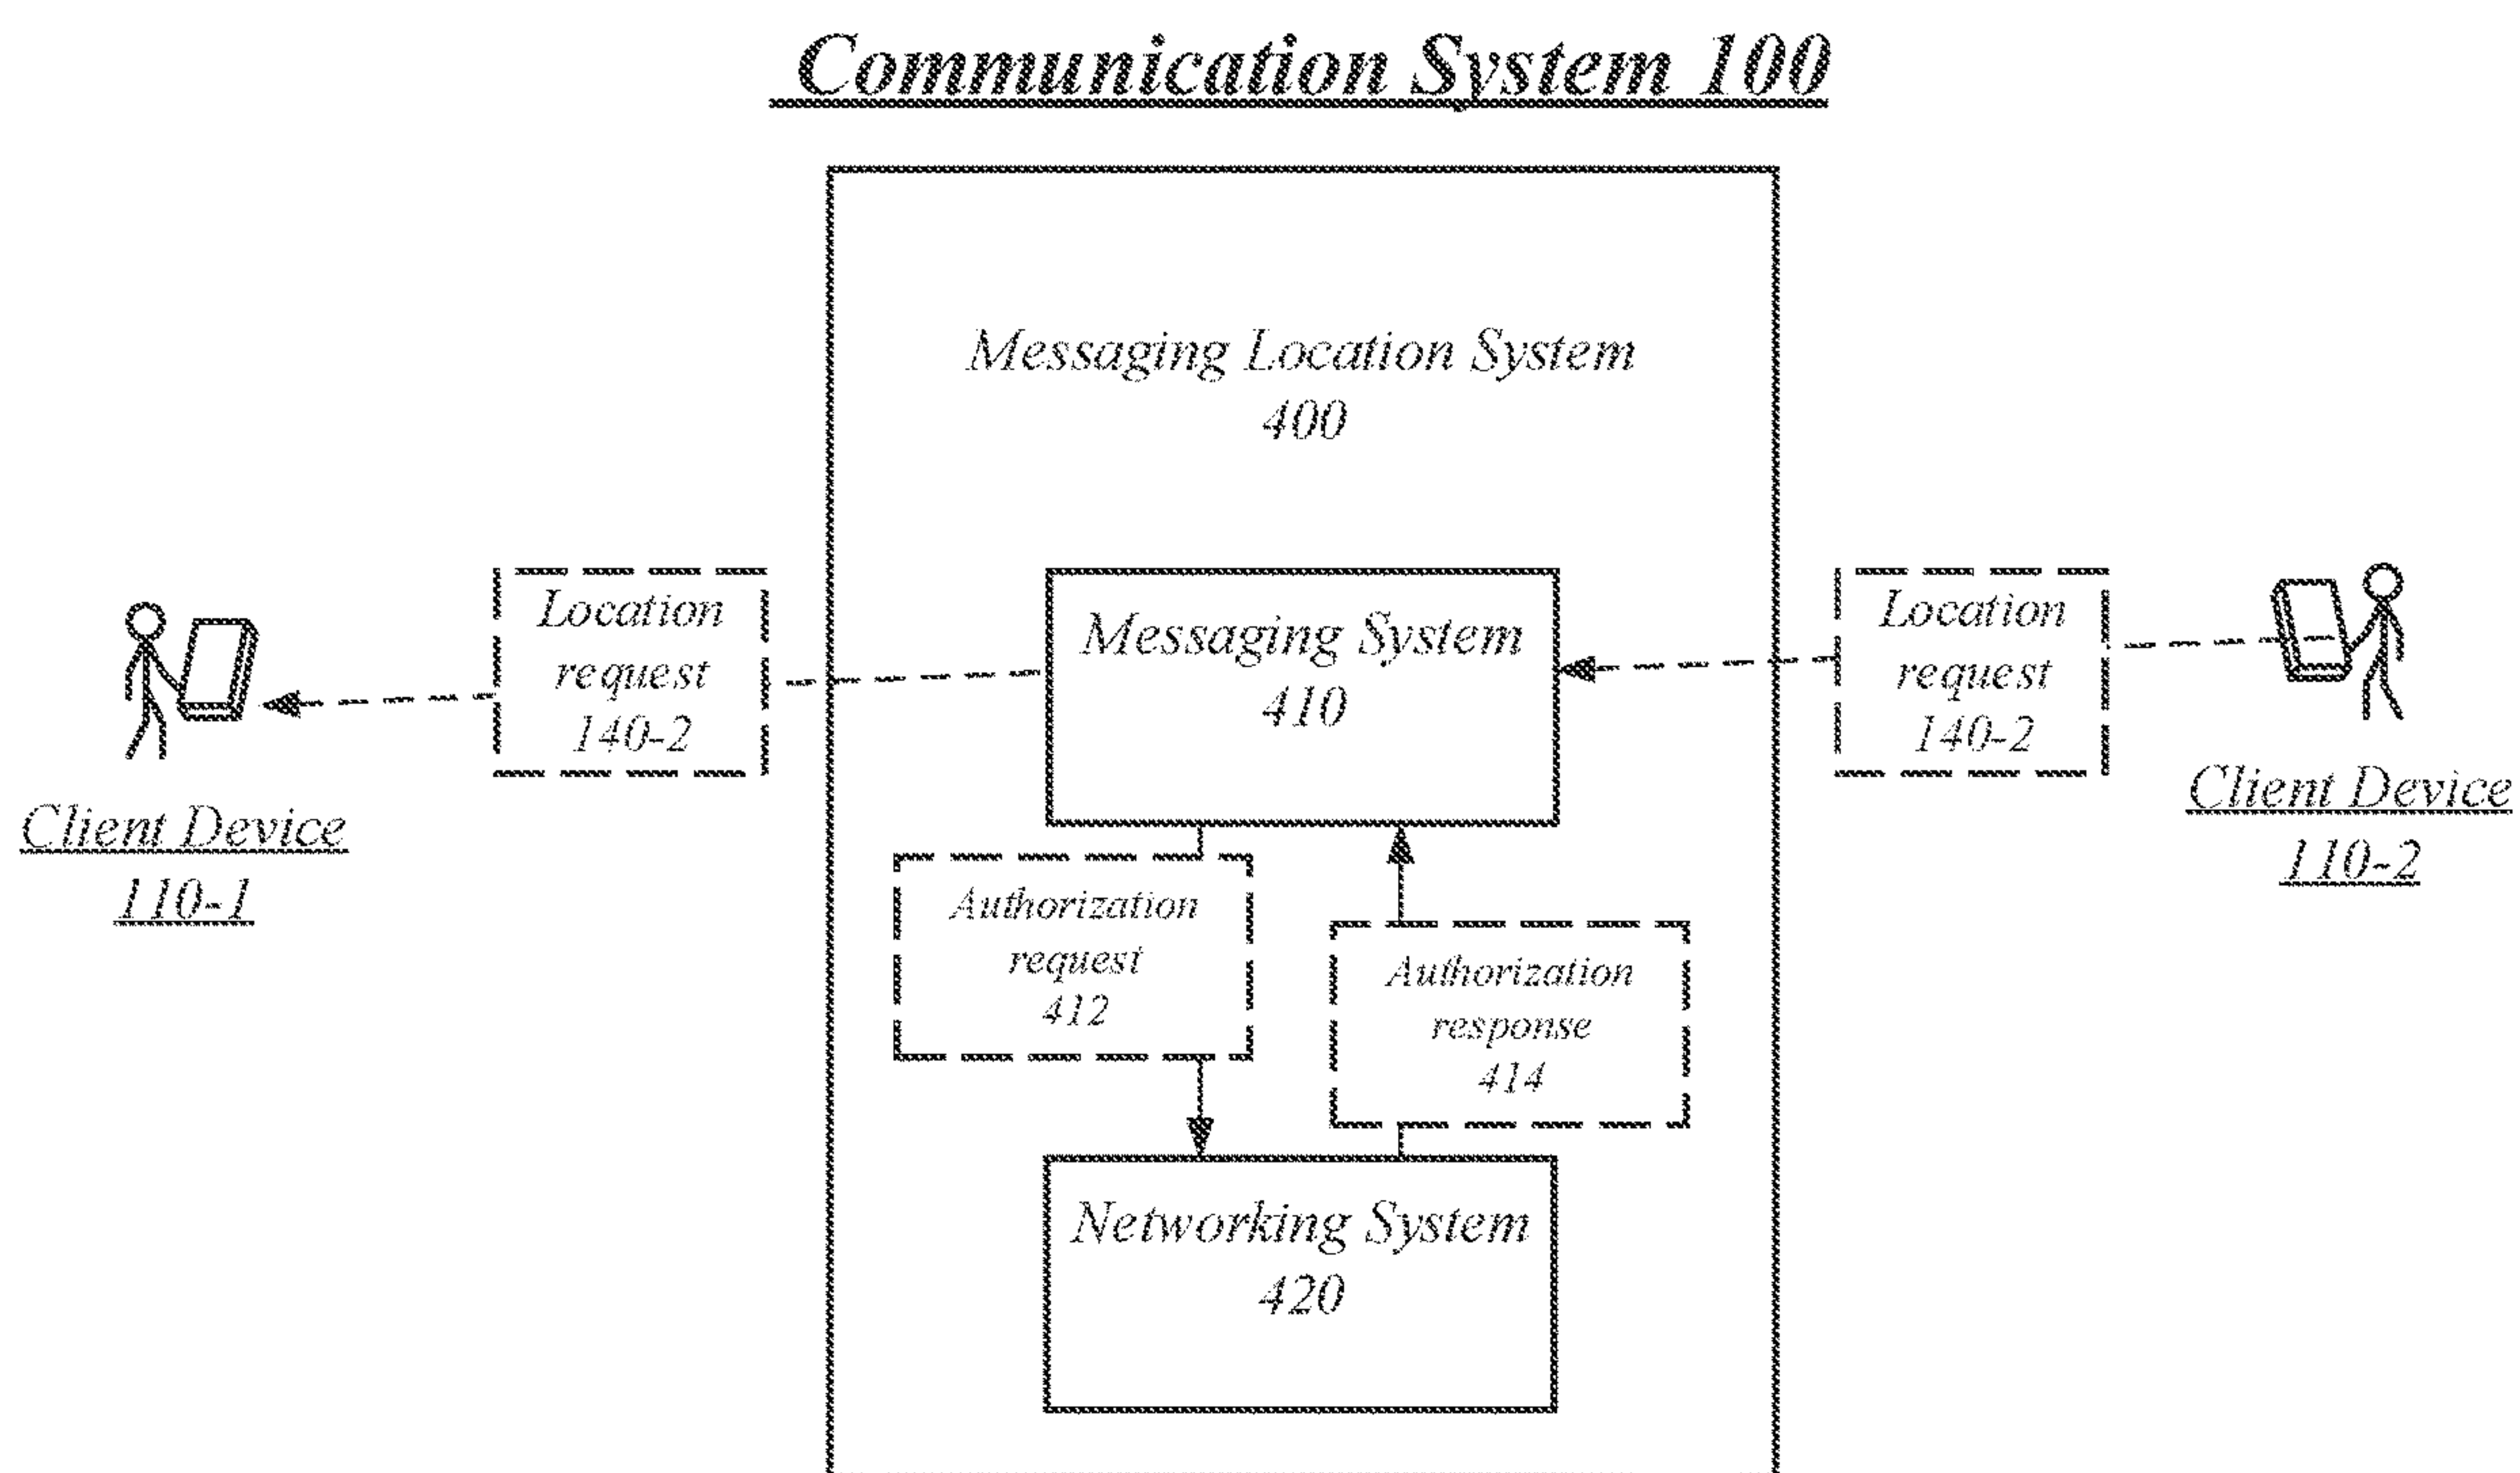 Communication System 100
Messaging Location System
400
Location
request
140-2
Messaging System
410
Location
request
140-2
Client Device
110-1
Client Device
110-2
Authorization
request
412
Authorization
response
414
Networking System
420